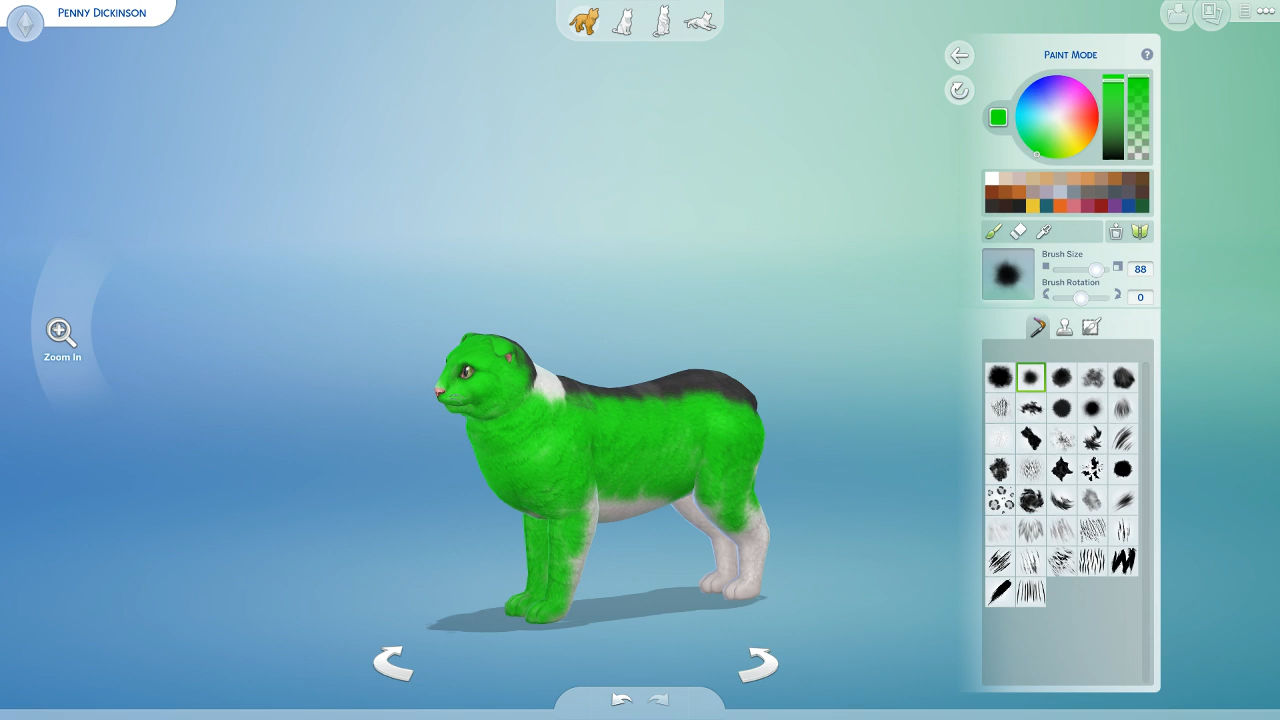 PENNY DICKINSON
PAINT MODE
?
Brush Size
88
Brush Rotation
0
Zoom In